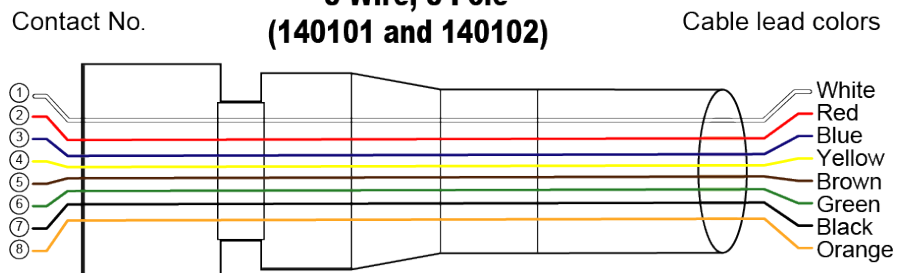 8 Wire, 8 Pole
(140101 and 140102)
Contact No.
Cable lead colors
1 White
2 Red
3 Blue
4 Yellow
5 Brown
6 Green
7 Black
8 Orange